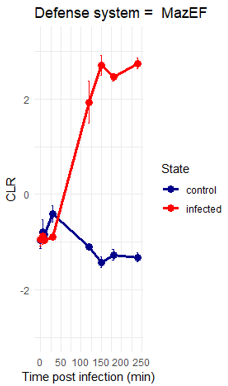 Defense system =  MazEF
CLR
2
0
-2
0 50 100 150 200 250
Time post infection (min)
State
control
infected